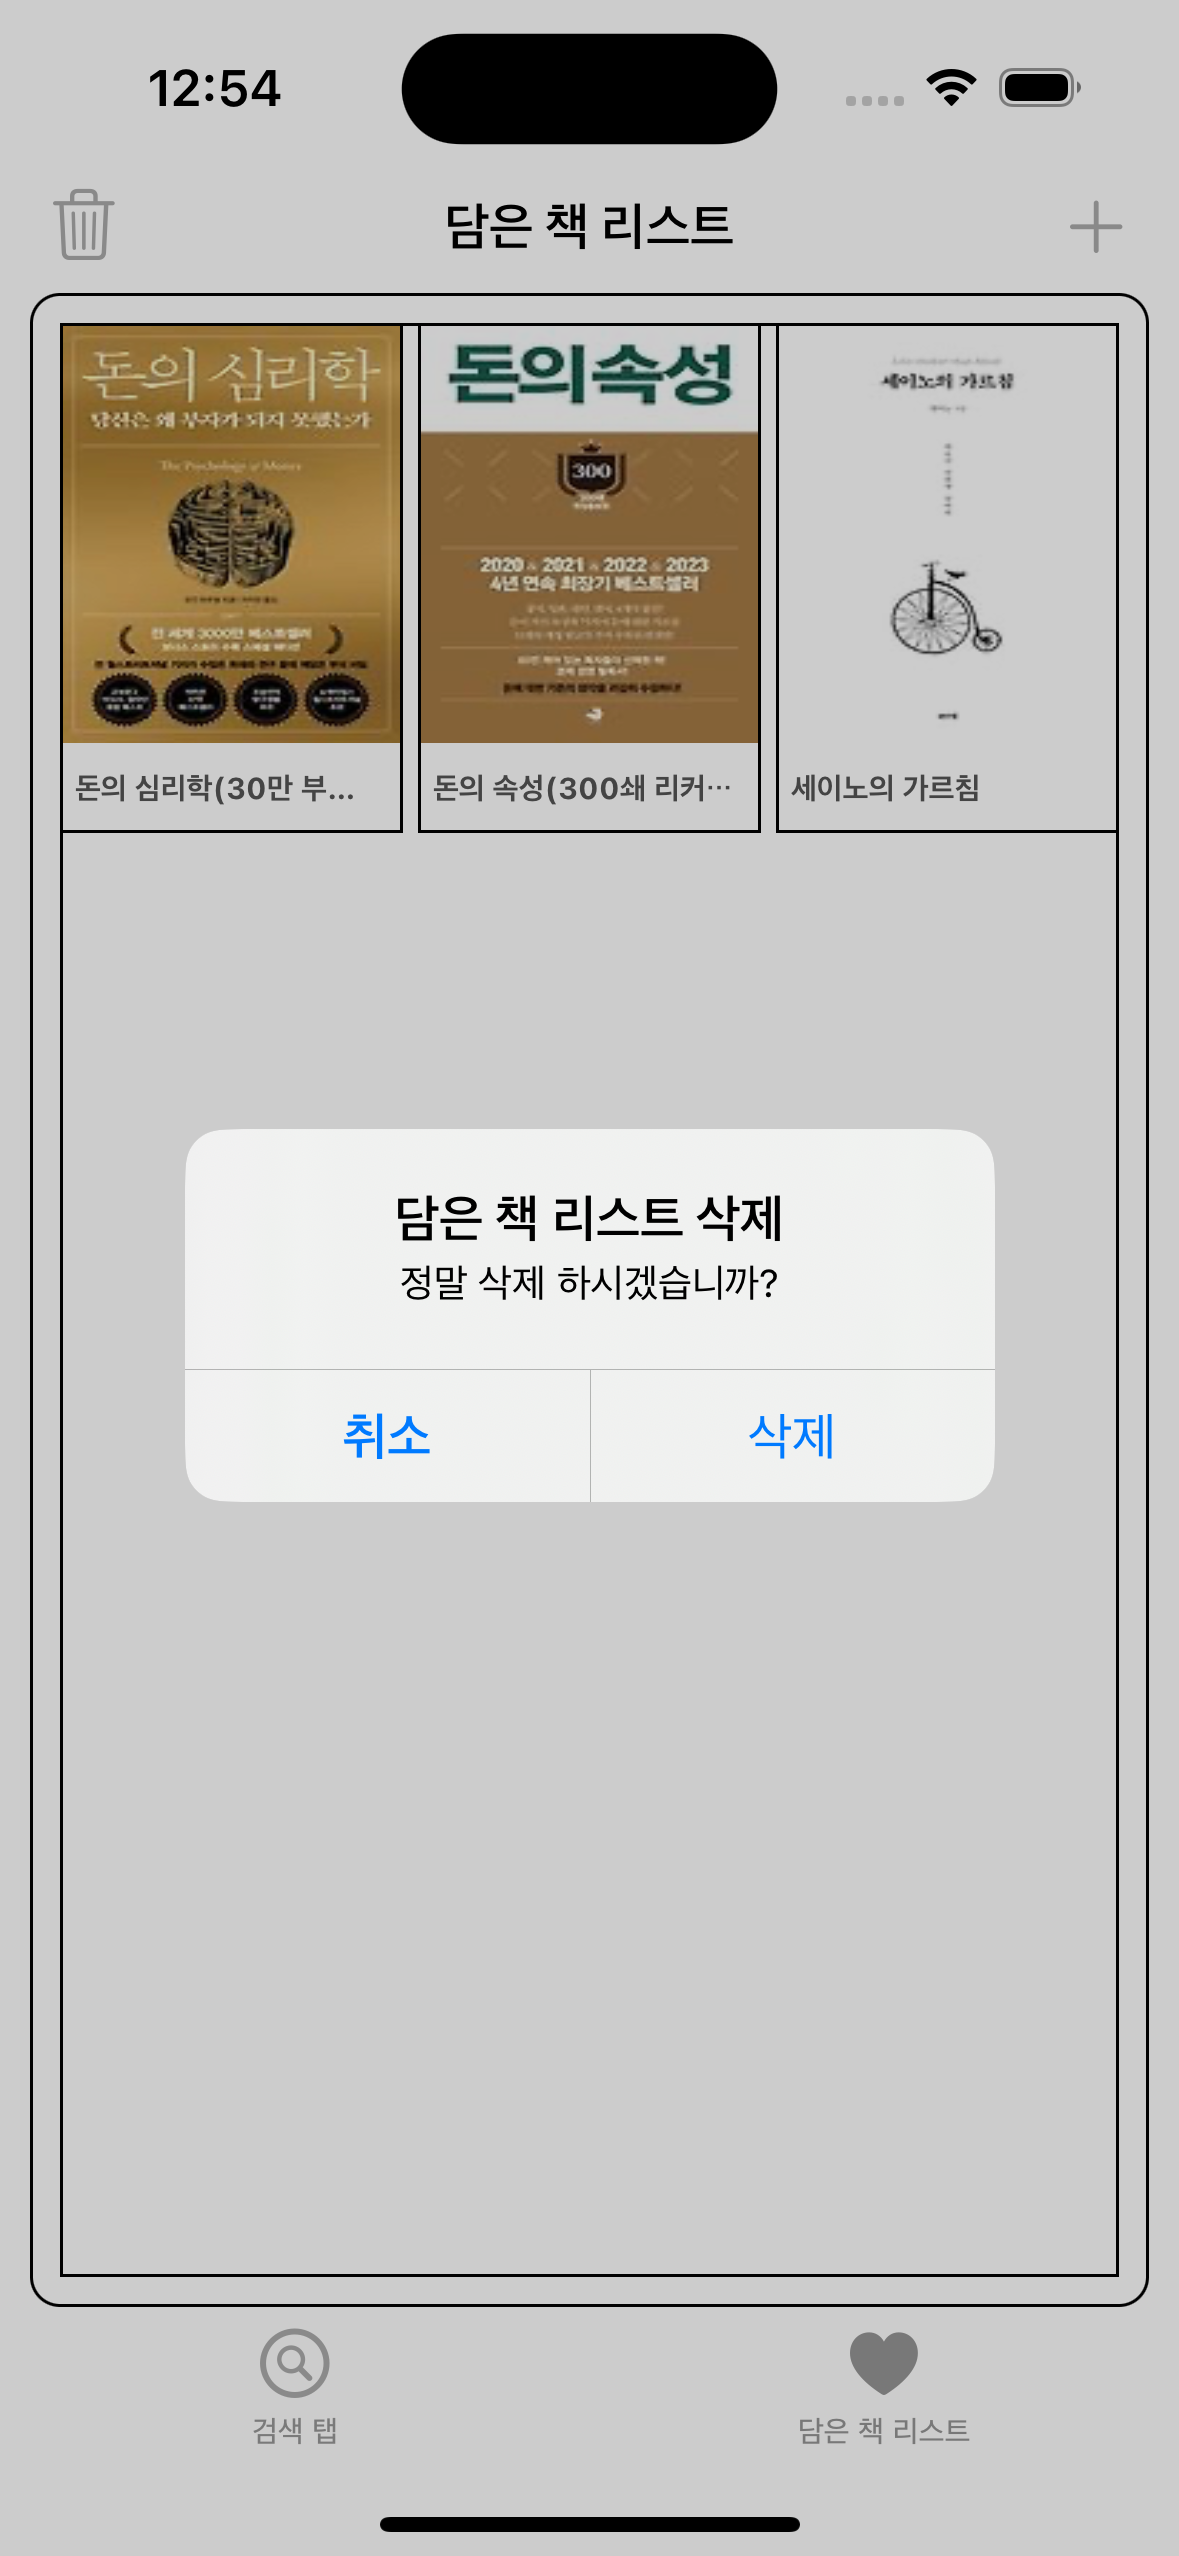 12:54
담은 책 리스트
돈의 심리학
당신은 왜 부자가 되지 못했는가
The Psychology of Money
전 세계 3000만 베스트셀러
돈의 심리학(30만 부...
돈의속성
300
2020 2021 2022 2023
4년 연속 최장기 베스트셀러
돈의 속성(300쇄 리커...
세이노의 가르침
세이노의 가르침
담은 책 리스트 삭제
정말 삭제 하시겠습니까?
취소
삭제
검색 탭
담은 책 리스트